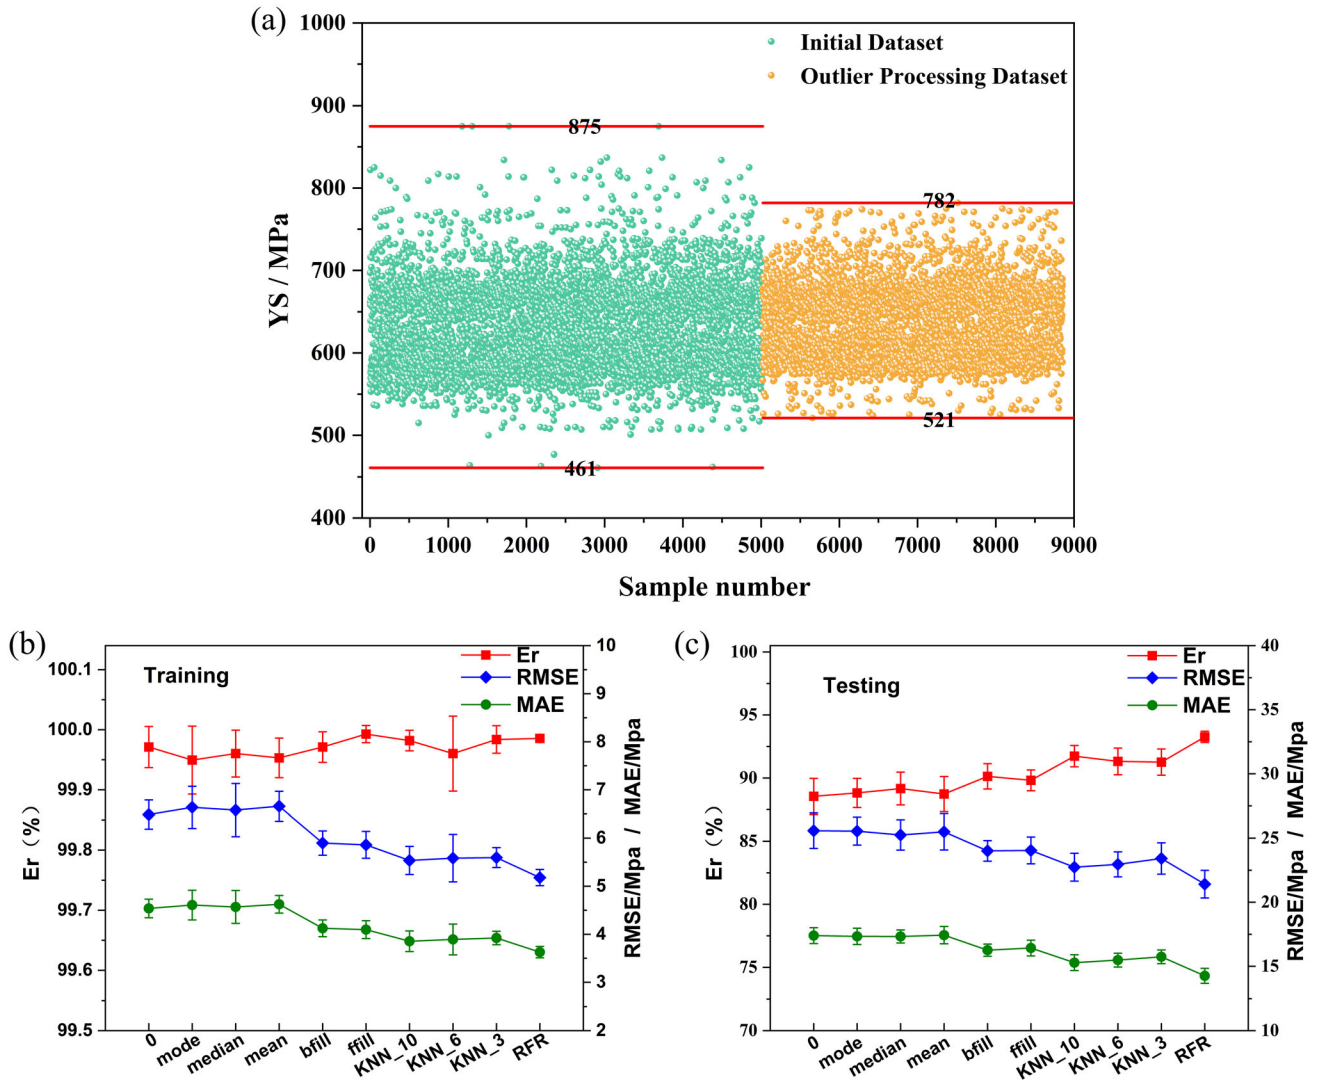 (a)
1000
900
800
700
600
500
400
YS / MPa
Initial Dataset
Outlier Processing Dataset
875
782
521
461
0 1000 2000 3000 4000 5000 6000 7000 8000 9000
Sample number
(b)
Training
Er
RMSE
MAE
100.1
100.0
99.9
99.8
99.7
99.6
99.5
Er（%）
10
9
8
7
6
5
4
3
2
RMSE/Mpa / MAE/Mpa
0 mode median mean bfill ffill KNN_10 KNN_6 KNN_3 RFR
(c)
Testing
Er
RMSE
MAE
100
95
90
85
80
75
70
Er（%）
40
35
30
25
20
15
10
RMSE/Mpa / MAE/Mpa
0 mode median mean bfill ffill KNN_10 KNN_6 KNN_3 RFR